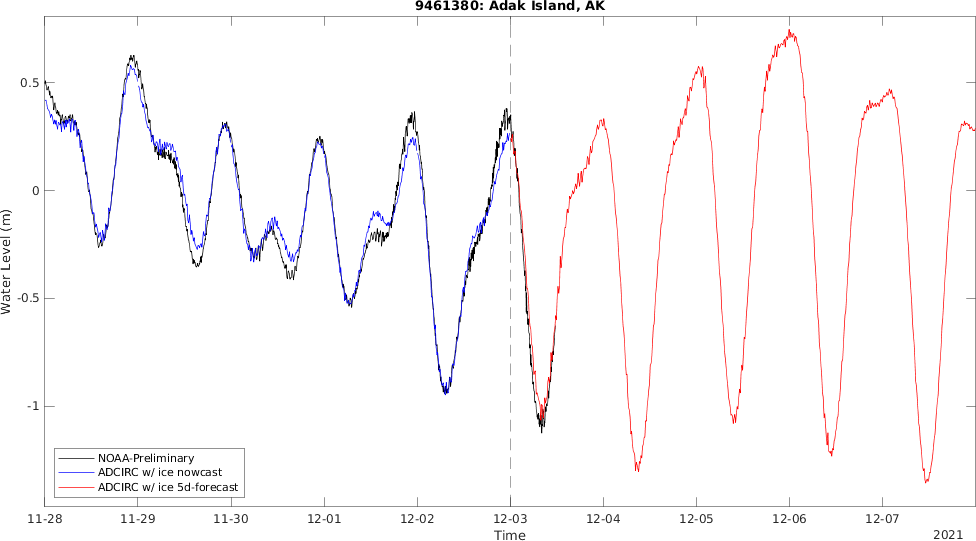 9461380: Adak Island, AK
Water Level (m)
0.5
0
-0.5
-1
NOAA-Preliminary
ADCIRC w/ ice nowcast
ADCIRC w/ ice 5d-forecast
11-28 11-29 11-30 12-01 12-02 12-03 12-04 12-05 12-06 12-07
Time
2021